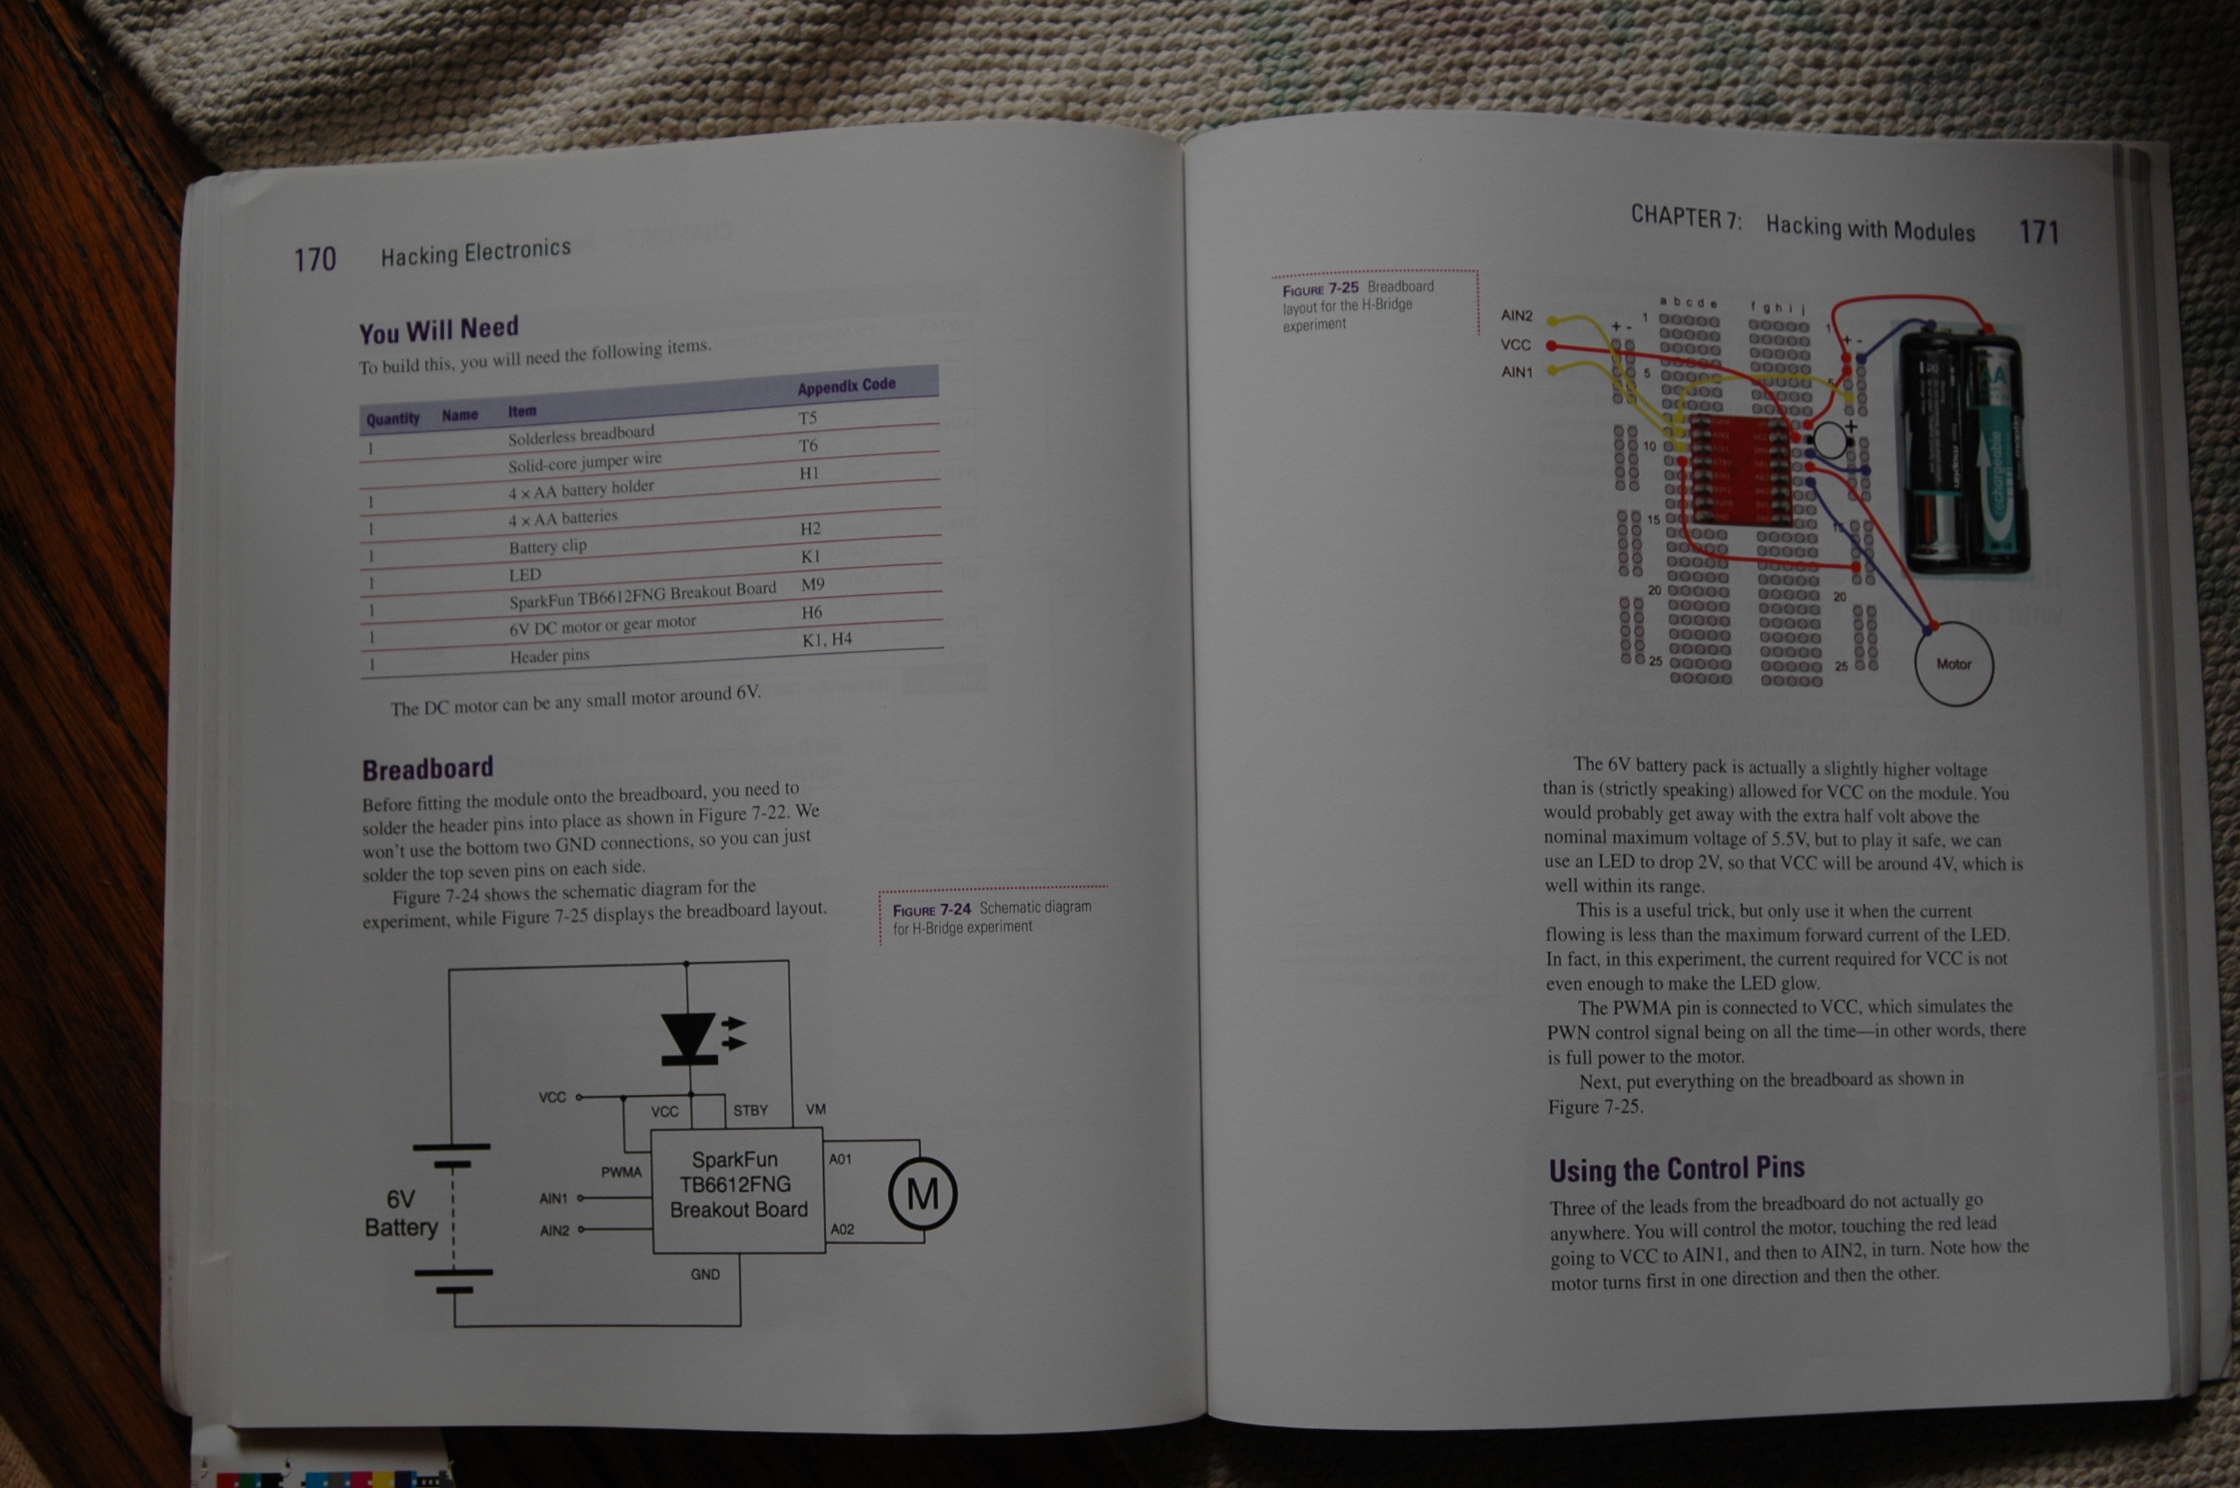 170 Hacking Electronics
You Will Need
To build this, you will need the following items.
Quantity Name Item Appendix Code
1 Solderless breadboard T5
Solid-core jumper wire T6
1 4 × AA battery holder H1
1 4 × AA batteries
1 Battery clip H2
1 LED K1
1 SparkFun TB6612FNG Breakout Board M9
1 6V DC motor or gear motor H6
1 Header pins K1, H4
The DC motor can be any small motor around 6V.
Breadboard
Before fitting the module onto the breadboard, you need to
solder the header pins into place as shown in Figure 7-22. We
won't use the bottom two GND connections, so you can just
solder the top seven pins on each side.
Figure 7-24 shows the schematic diagram for the
experiment, while Figure 7-25 displays the breadboard layout.
FIGURE 7-24 Schematic diagram
for H-Bridge experiment
VCC
VCC
STBY
VM
PWMA
AIN1
AIN2
SparkFun
TB6612FNG
Breakout Board
A01
A02
M
GND
6V
Battery
CHAPTER 7: Hacking with Modules 171
FIGURE 7-25 Breadboard
layout for the H-Bridge
experiment
AIN2
VCC
AIN1
a b c d e
f g h i j
+ -
+ -
1
1
5
10
15
20
20
25
25
+
AA
rechargeable
Motor
The 6V battery pack is actually a slightly higher voltage
than is (strictly speaking) allowed for VCC on the module. You
would probably get away with the extra half volt above the
nominal maximum voltage of 5.5V, but to play it safe, we can
use an LED to drop 2V, so that VCC will be around 4V, which is
well within its range.
This is a useful trick, but only use it when the current
flowing is less than the maximum forward current of the LED.
In fact, in this experiment, the current required for VCC is not
even enough to make the LED glow.
The PWMA pin is connected to VCC, which simulates the
PWN control signal being on all the time—in other words, there
is full power to the motor.
Next, put everything on the breadboard as shown in
Figure 7-25.
Using the Control Pins
Three of the leads from the breadboard do not actually go
anywhere. You will control the motor, touching the red lead
going to VCC to AIN1, and then to AIN2, in turn. Note how the
motor turns first in one direction and then the other.